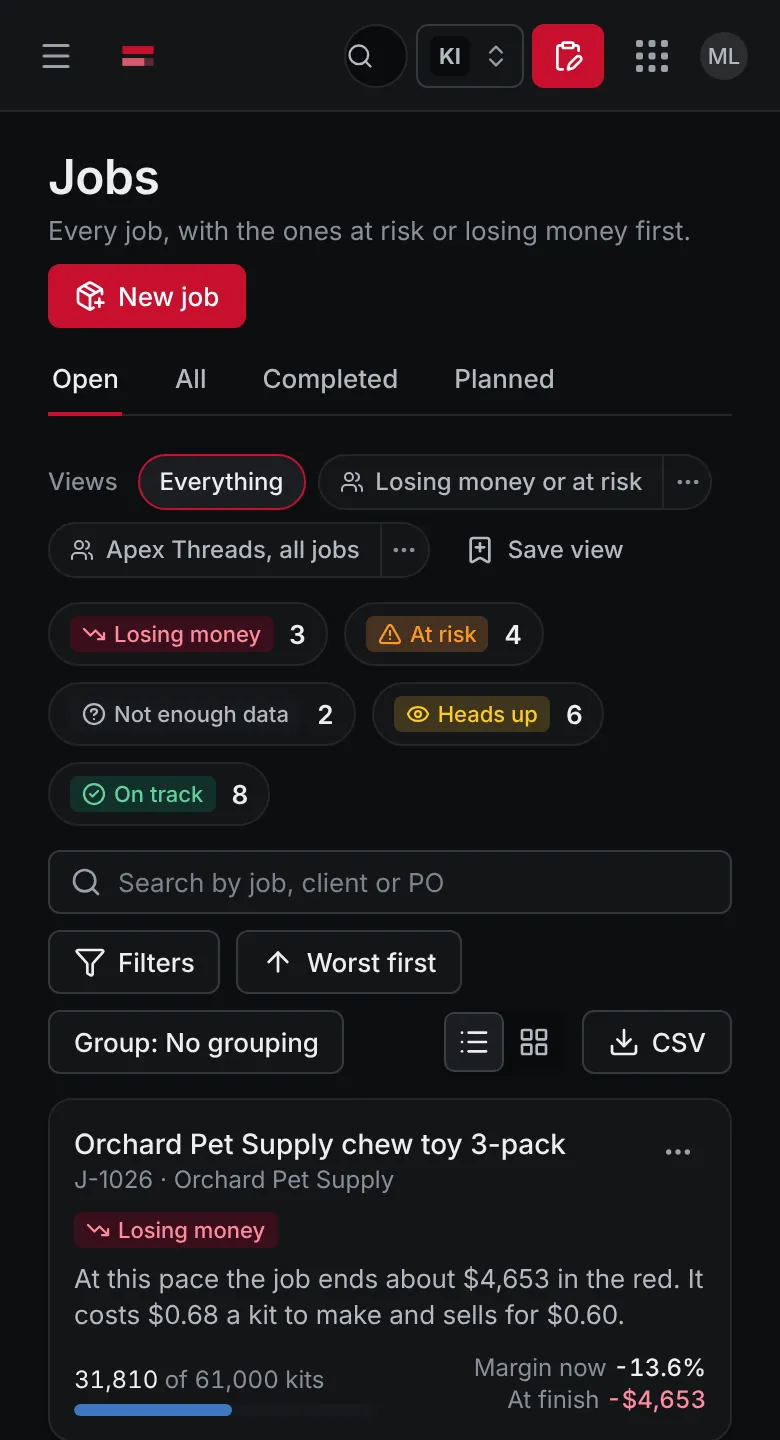 KI
ML
Jobs
Every job, with the ones at risk or losing money first.
New job
Open All Completed Planned
Views Everything Losing money or at risk ...
Apex Threads, all jobs ... Save view
Losing money 3 At risk 4
Not enough data 2 Heads up 6
On track 8
Search by job, client or PO
Filters Worst first
Group: No grouping CSV
Orchard Pet Supply chew toy 3-pack ...
J-1026 · Orchard Pet Supply
Losing money
At this pace the job ends about $4,653 in the red. It
costs $0.68 a kit to make and sells for $0.60.
31,810 of 61,000 kits
Margin now -13.6%
At finish -$4,653